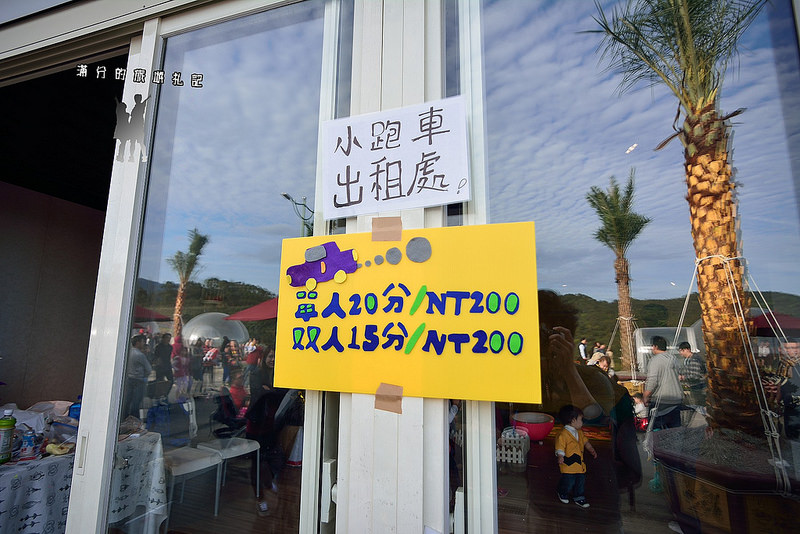 滿分的旅遊札記
小跑車
出租處。
單人20分/NT200
双人15分/NT200